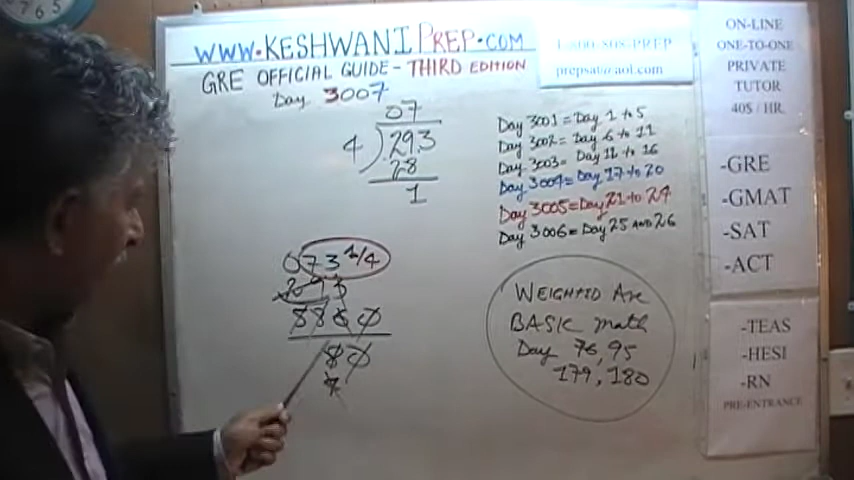 WWW.KESHWANIPREP.COM
GRE OFFICIAL GUIDE - THIRD EDITION
Day 3007
prepsat@aol.com
07
4 293
28
1
073 1/4
Day 3001 = Day 1 to 5
Day 3002 = Day 6 to 11
Day 3003 = Day 12 to 16
Day 3004 = Day 17 to 20
Day 3005 = Day 21 to 24
Day 3006 = Day 25 AND 26
BASIC math
Day 76, 95
179, 180
ON-LINE
ONE-TO-ONE
PRIVATE
TUTOR
40$ / HR.
-GRE
-GMAT
-SAT
-ACT
-TEAS
-HESI
-RN
PRE-ENTRANCE